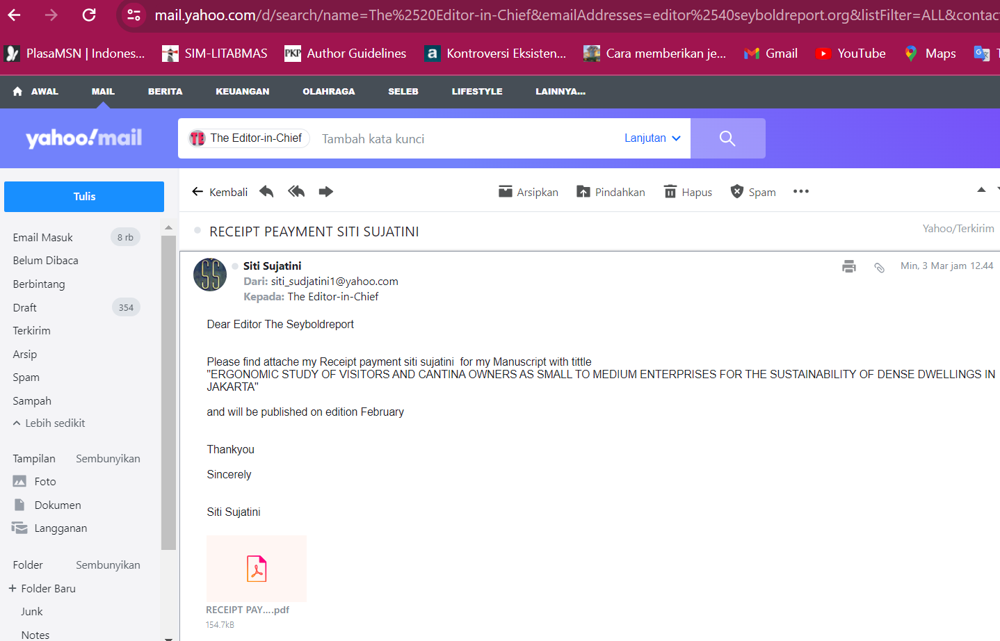 mail.yahoo.com/d/search/name=The%2520Editor-in-Chief&emailAddresses=editor%2540seyboldreport.org&listFilter=ALL&contac
PlasaMSN | Indones... SIM-LITABMAS PKP Author Guidelines a Kontroversi Eksisten... Cara memberikan je... Gmail YouTube Maps
AWAL MAIL BERITA KEUANGAN OLAHRAGA SELEB LIFESTYLE LAINNYA...
yahoo!mail TE The Editor-in-Chief Tambah kata kunci Lanjutan
Tulis
Kembali Arsipkan Pindahkan Hapus Spam
Email Masuk 8 rb
Belum Dibaca
Berbintang
Draft 354
Terkirim
Arsip
Spam
Sampah
Lebih sedikit
Tampilan Sembunyikan
Foto
Dokumen
Langganan
Folder Sembunyikan
+ Folder Baru
Junk
Notes
RECEIPT PEAYMENT SITI SUJATINI Yahoo/Terkirim
SS Siti Sujatini Min, 3 Mar jam 12.44
Dari: siti_sudjatini1@yahoo.com
Kepada: The Editor-in-Chief
Dear Editor The Seyboldreport
Please find attache my Receipt payment siti sujatini for my Manuscript with tittle
"ERGONOMIC STUDY OF VISITORS AND CANTINA OWNERS AS SMALL TO MEDIUM ENTERPRISES FOR THE SUSTAINABILITY OF DENSE DWELLINGS IN
JAKARTA"
and will be published on edition February
Thankyou
Sincerely
Siti Sujatini
RECEIPT PAY....pdf
154.7kB